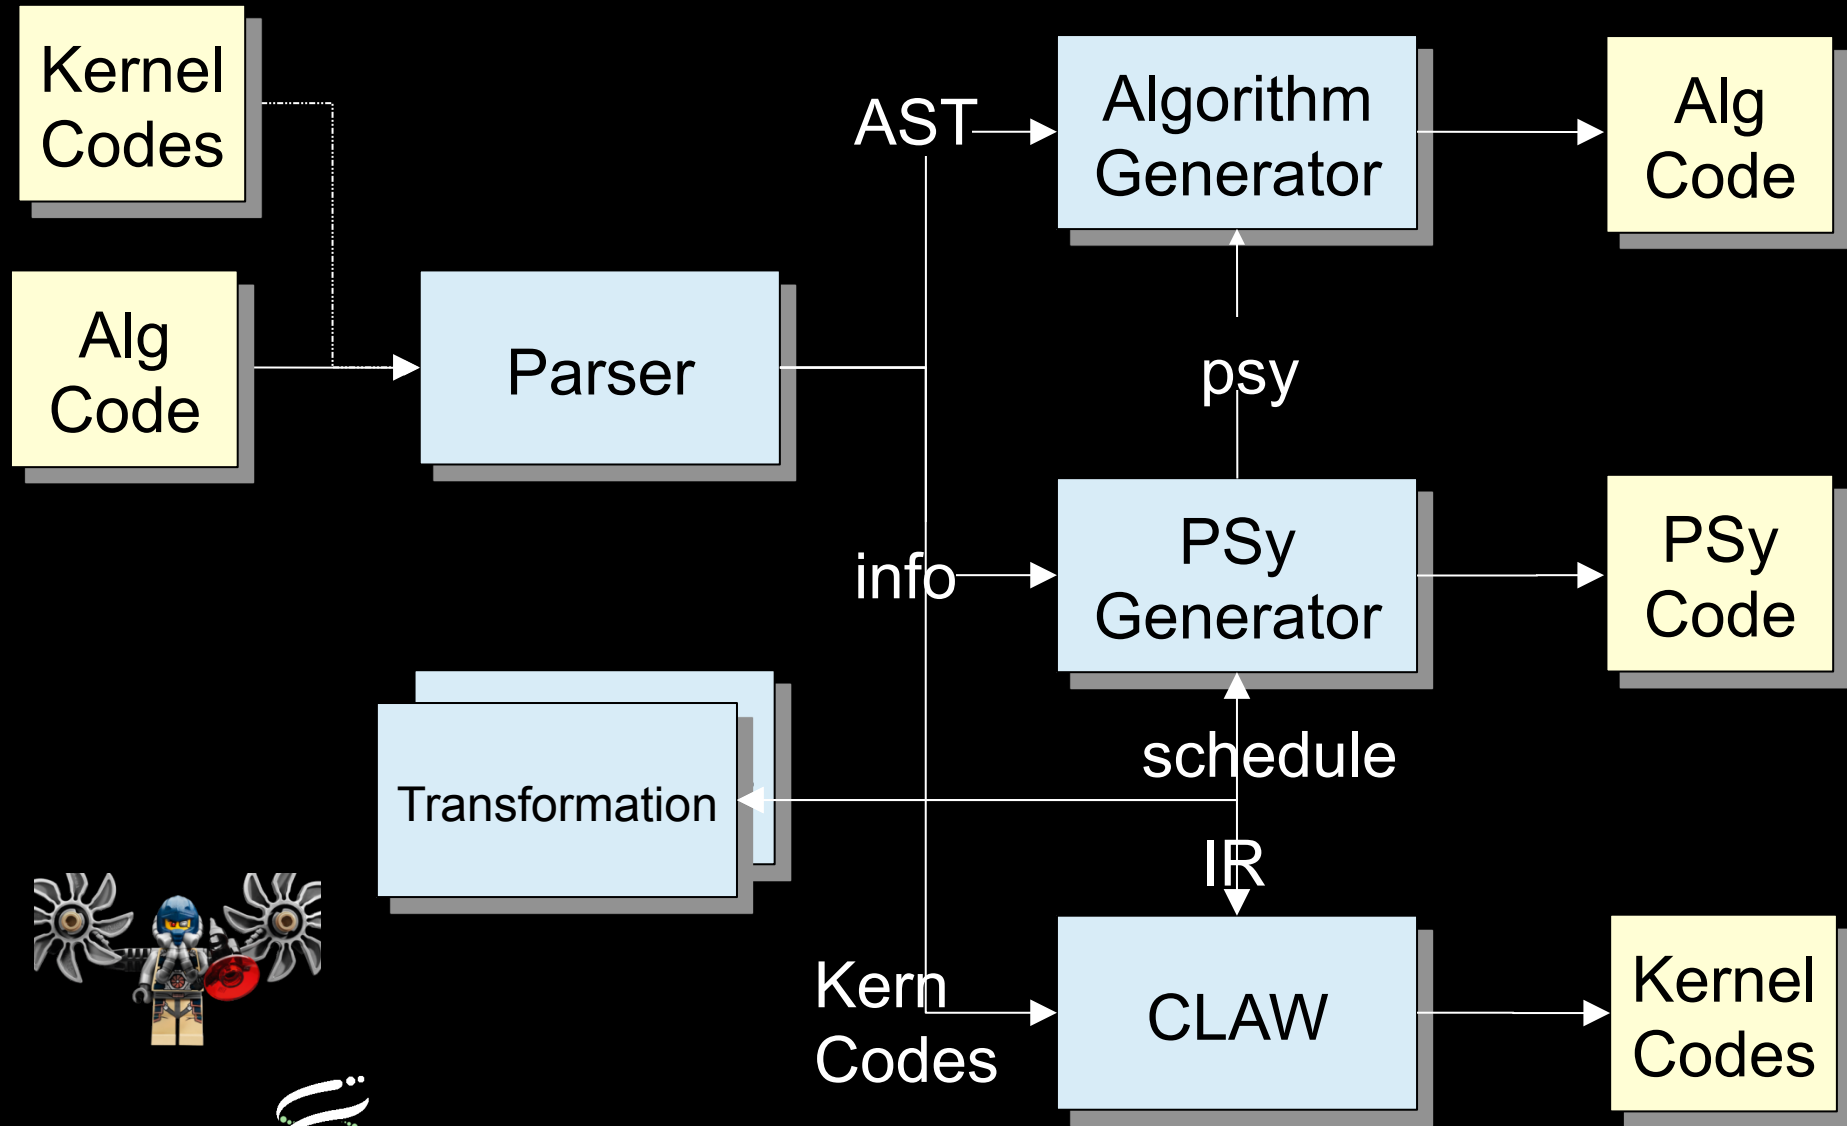 Kernel
Codes
Alg
Code
Parser
AST
Algorithm
Generator
Alg
Code
psy
info
PSy
Generator
PSy
Code
Transformation
schedule
IR
Kern
Codes
CLAW
Kernel
Codes